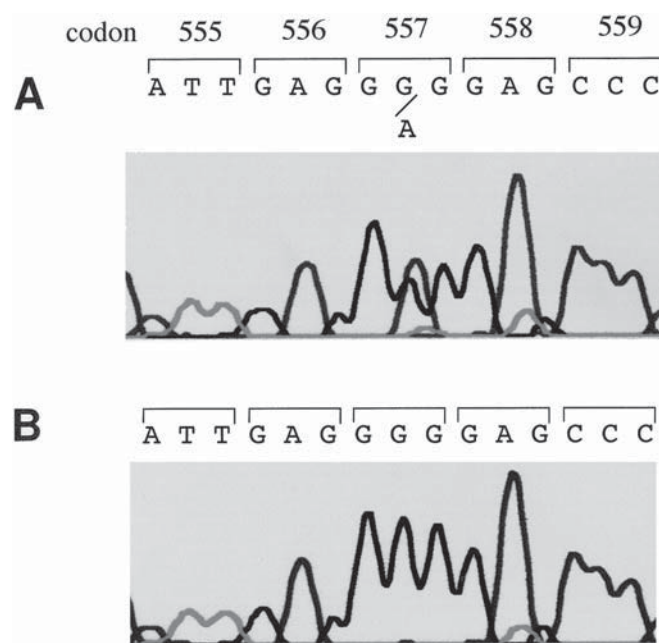 codon 555 556 557 558 559
A
A T T G A G G G G G A G C C C
A
B
A T T G A G G G G G A G C C C